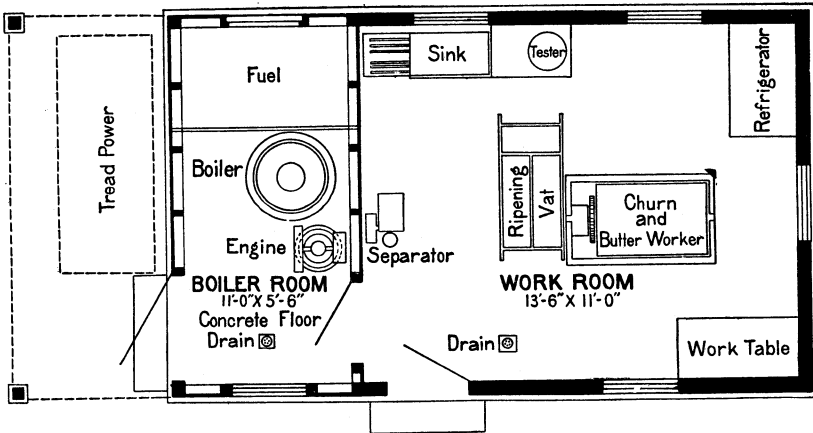 Fuel
Sink
Tester
Refrigerator
Tread Power
Boiler
Engine
Separator
Ripening
Vat
Churn
and
Butter Worker
BOILER ROOM
11'-0" X 5'-6"
Concrete Floor
Drain
WORK ROOM
13'-6" X 11'-0"
Drain
Work Table